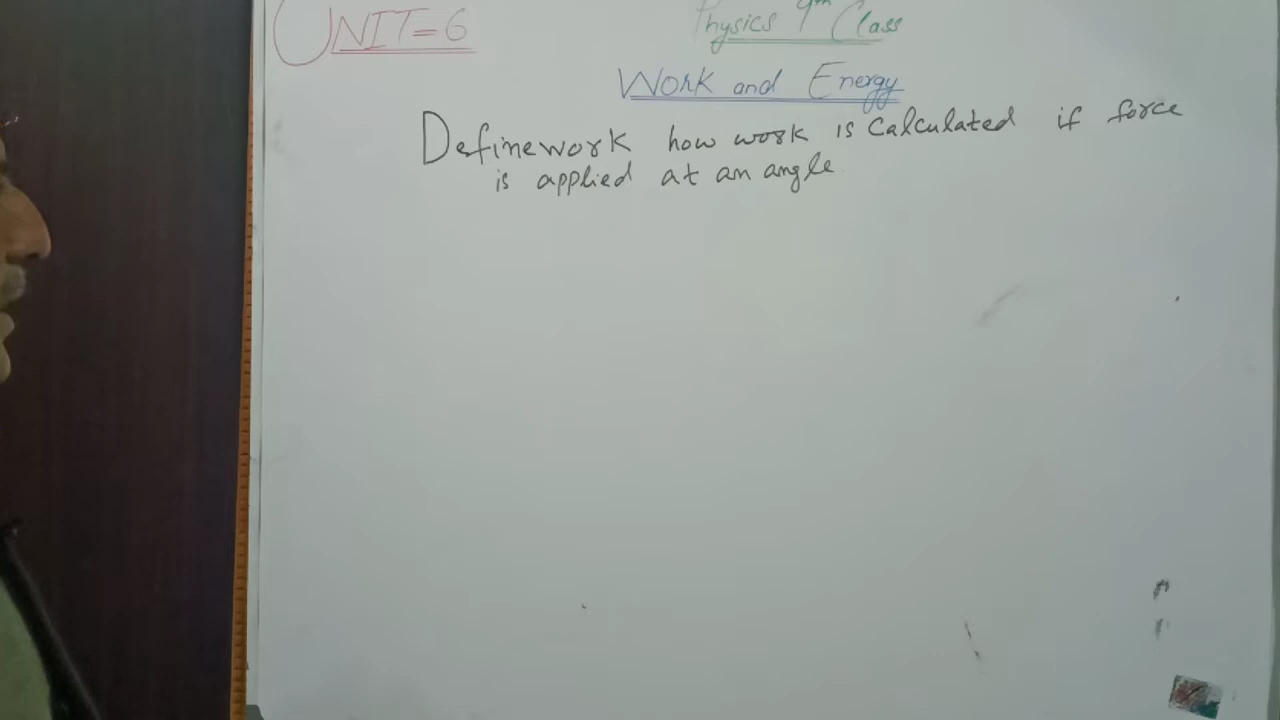 UNIT=6
Physics 9th Class
Work and Energy
Define work how work is calculated if force
is applied at an angle